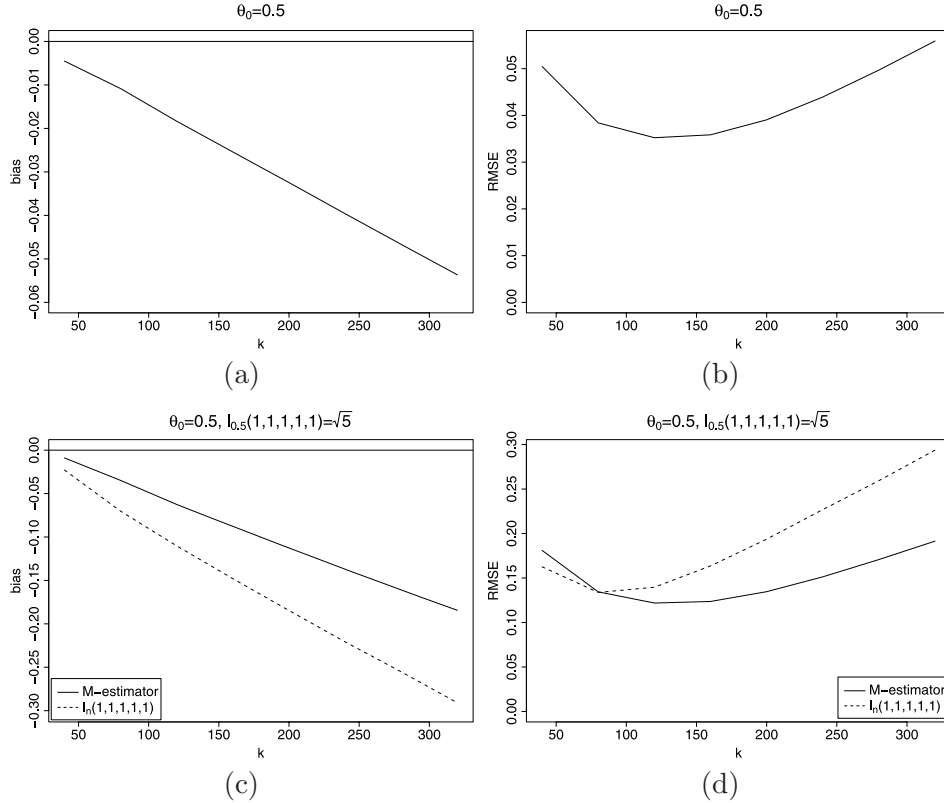 θ₀=0.5
bias
0.00
−0.01
−0.02
−0.03
−0.04
−0.05
−0.06
50 100 150 200 250 300
k
(a)
θ₀=0.5
RMSE
0.05
0.04
0.03
0.02
0.01
0.00
50 100 150 200 250 300
k
(b)
θ₀=0.5, l₀.₅(1,1,1,1,1)=√5
bias
0.00
−0.05
−0.10
−0.15
−0.20
−0.25
−0.30
M−estimator
lₙ(1,1,1,1,1)
50 100 150 200 250 300
k
(c)
θ₀=0.5, l₀.₅(1,1,1,1,1)=√5
RMSE
0.30
0.25
0.20
0.15
0.10
0.05
0.00
M−estimator
lₙ(1,1,1,1,1)
50 100 150 200 250 300
k
(d)